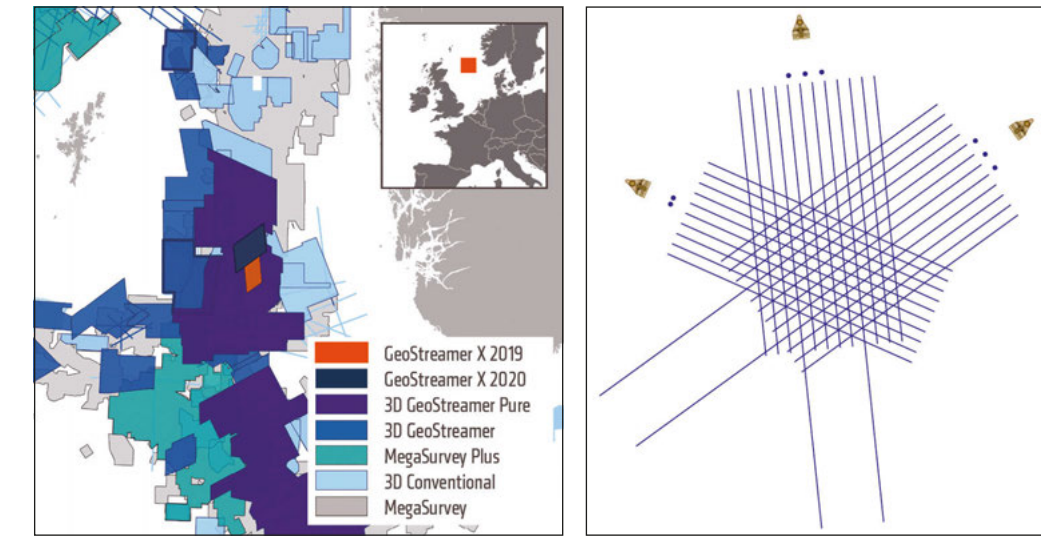 GeoStreamer X 2019
GeoStreamer X 2020
3D GeoStreamer Pure
3D GeoStreamer
MegaSurvey Plus
3D Conventional
MegaSurvey